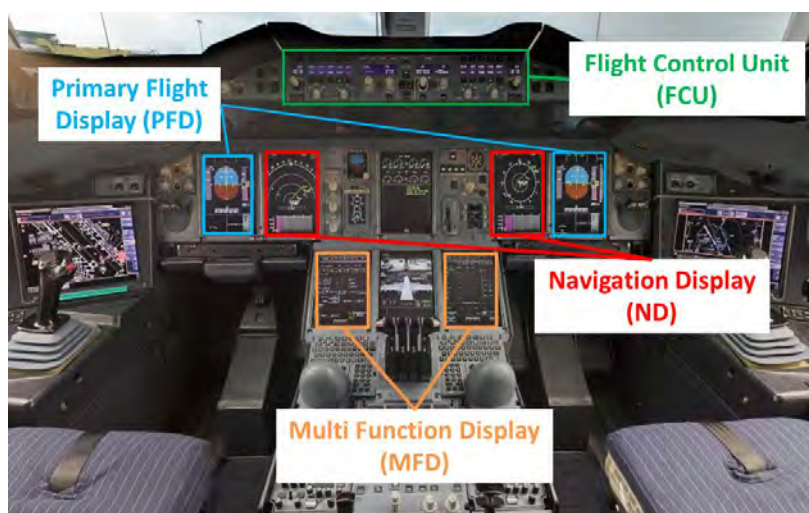 Flight Control Unit
(FCU)
Primary Flight
Display (PFD)
Navigation Display
(ND)
Multi Function Display
(MFD)